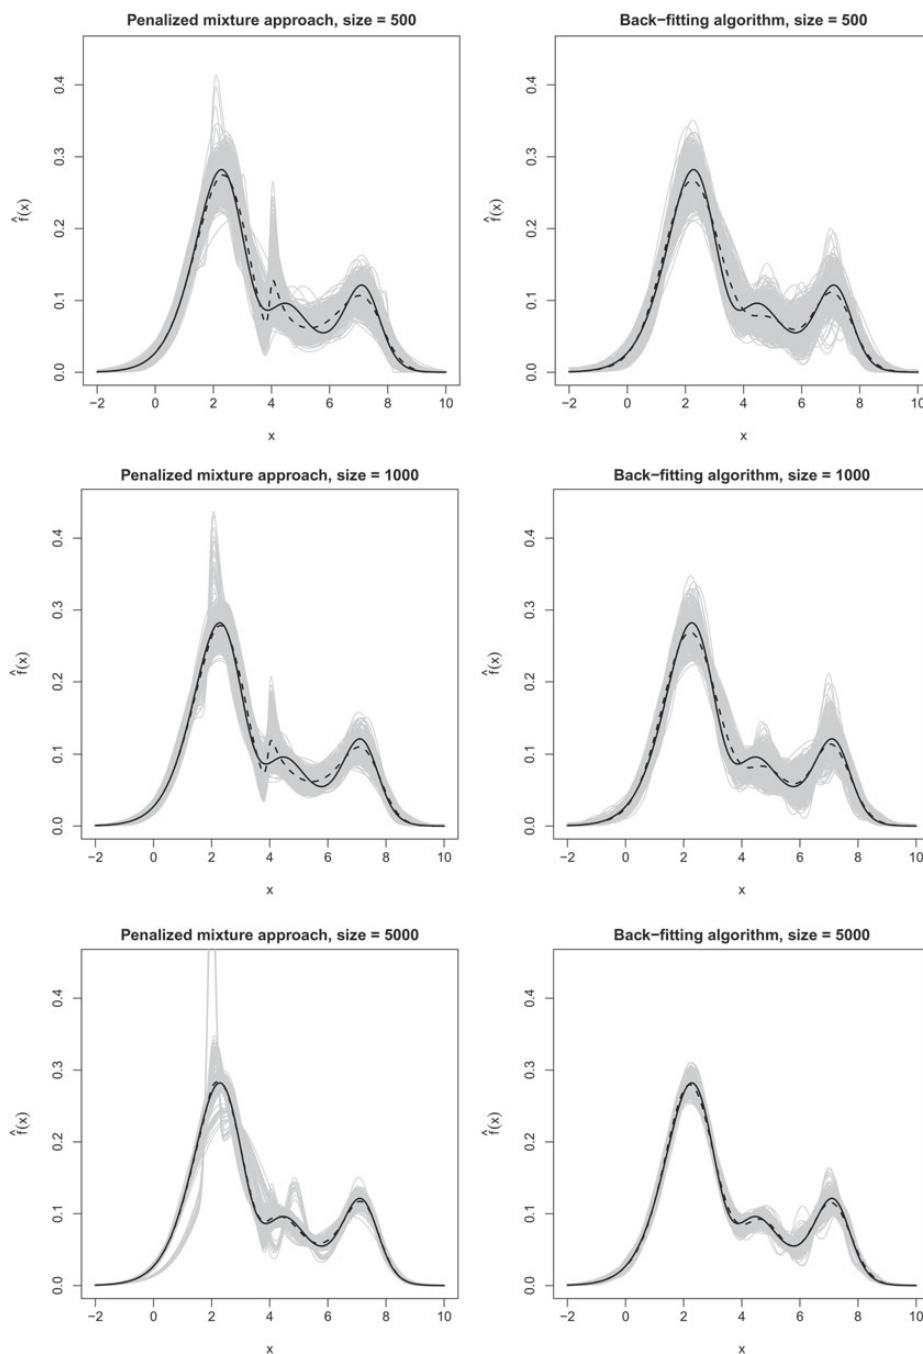 Penalized mixture approach, size = 500
f̂(x)
0.4
0.3
0.2
0.1
0.0
−2 0 2 4 6 8 10
x
Back−fitting algorithm, size = 500
f̂(x)
0.4
0.3
0.2
0.1
0.0
−2 0 2 4 6 8 10
x
Penalized mixture approach, size = 1000
f̂(x)
0.4
0.3
0.2
0.1
0.0
−2 0 2 4 6 8 10
x
Back−fitting algorithm, size = 1000
f̂(x)
0.4
0.3
0.2
0.1
0.0
−2 0 2 4 6 8 10
x
Penalized mixture approach, size = 5000
f̂(x)
0.4
0.3
0.2
0.1
0.0
−2 0 2 4 6 8 10
x
Back−fitting algorithm, size = 5000
f̂(x)
0.4
0.3
0.2
0.1
0.0
−2 0 2 4 6 8 10
x